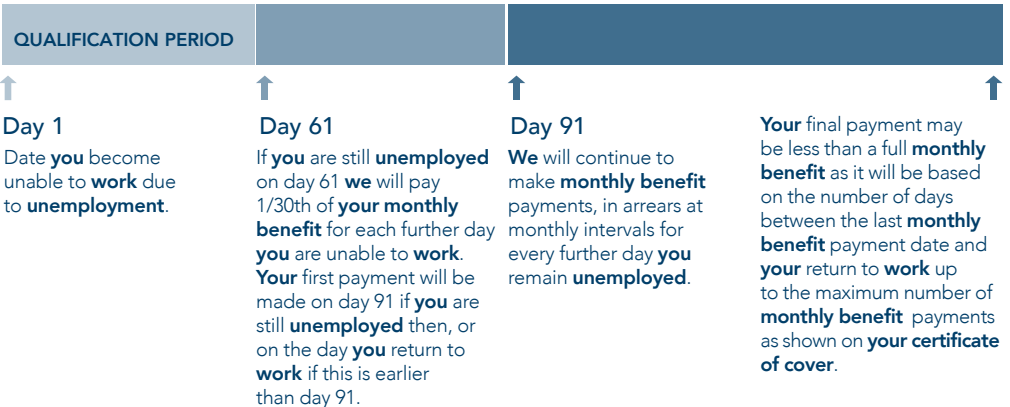 QUALIFICATION PERIOD
Day 1
Date you become
unable to work due
to unemployment.
Day 61
If you are still unemployed
on day 61 we will pay
1/30th of your monthly
benefit for each further day
you are unable to work.
Your first payment will be
made on day 91 if you are
still unemployed then, or
on the day you return to
work if this is earlier
than day 91.
Day 91
We will continue to
make monthly benefit
payments, in arrears at
monthly intervals for
every further day you
remain unemployed.
Your final payment may
be less than a full monthly
benefit as it will be based
on the number of days
between the last monthly
benefit payment date and
your return to work up
to the maximum number of
monthly benefit payments
as shown on your certificate
of cover.